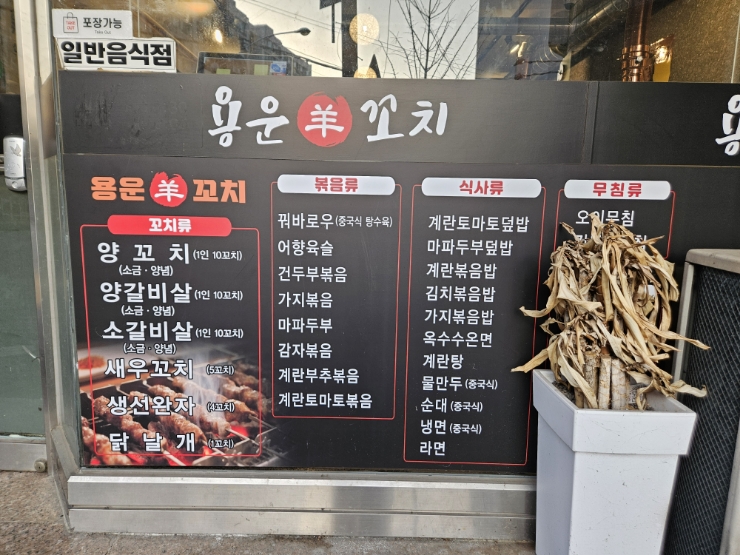 포장가능
Take Out
일반음식점
용운 羊 꼬치
용운 羊 꼬치
꼬치류
양 꼬 치 (1인 10꼬치)
(소금 · 양념)
양갈비살 (1인 10꼬치)
(소금 · 양념)
소갈비살 (1인 10꼬치)
(소금 · 양념)
새우꼬치 (5꼬치)
생선완자 (4꼬치)
닭 날 개 (1꼬치)
볶음류
꿔바로우 (중국식 탕수육)
어향육슬
건두부볶음
가지볶음
마파두부
감자볶음
계란부추볶음
계란토마토볶음
식사류
계란토마토덮밥
마파두부덮밥
계란볶음밥
김치볶음밥
가지볶음밥
옥수수온면
계란탕
물만두 (중국식)
순대 (중국식)
냉면 (중국식)
라면
무침류
오이무침
용